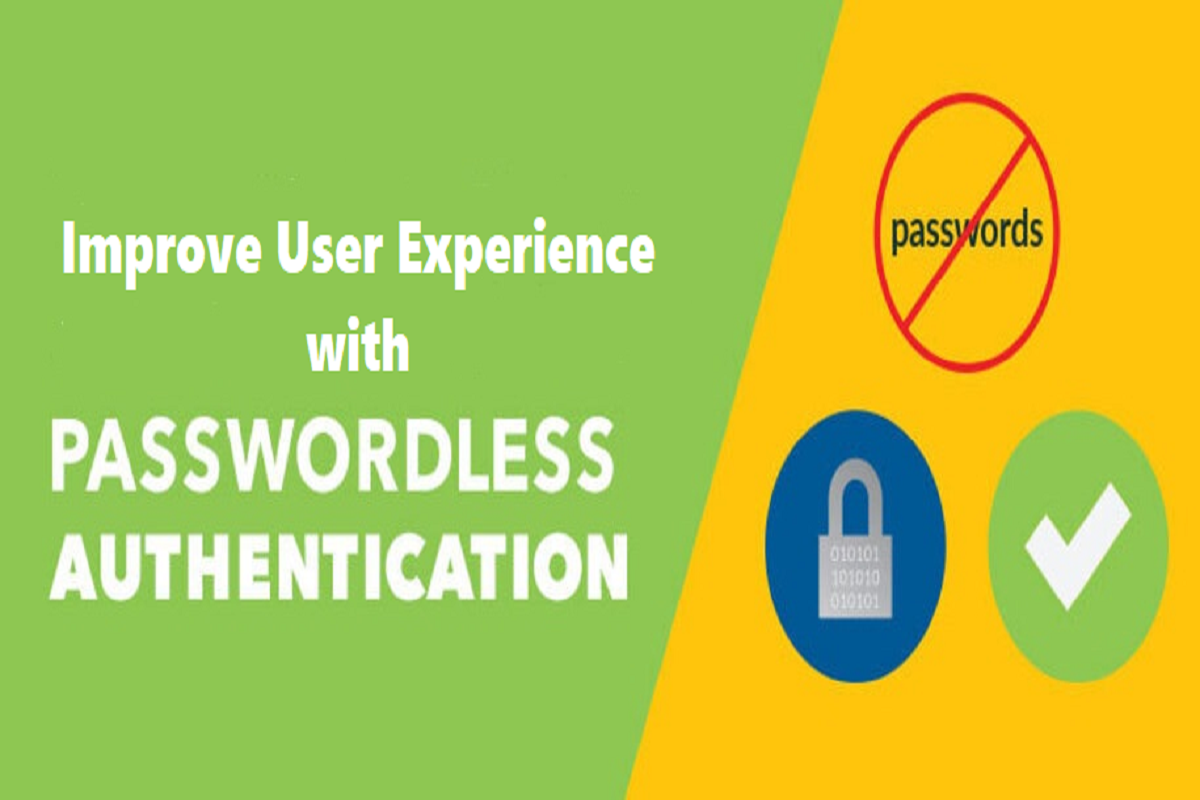 Improve User Experience
with
PASSWORDLESS
AUTHENTICATION
passwords
010101
101010
010101